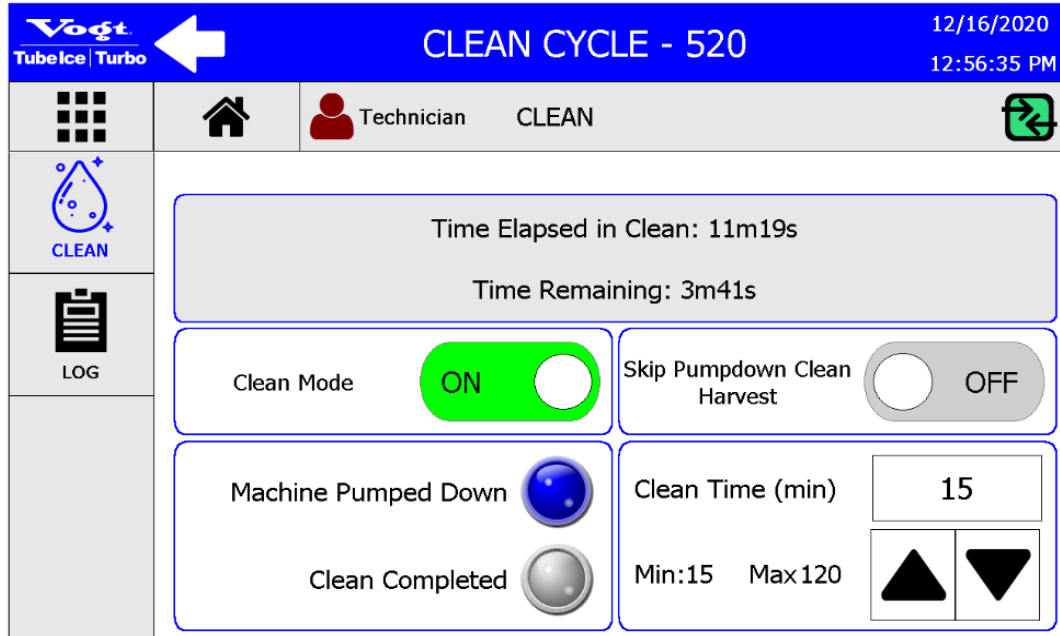 Vogt.
TubeIce | Turbo
CLEAN CYCLE - 520
12/16/2020
12:56:35 PM
Technician
CLEAN
CLEAN
LOG
Time Elapsed in Clean: 11m19s
Time Remaining: 3m41s
Clean Mode
ON
Skip Pumpdown Clean
Harvest
OFF
Machine Pumped Down
Clean Completed
Clean Time (min)
15
Min:15 Max120